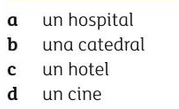 a un hospital
b una catedral
c un hotel
d un cine